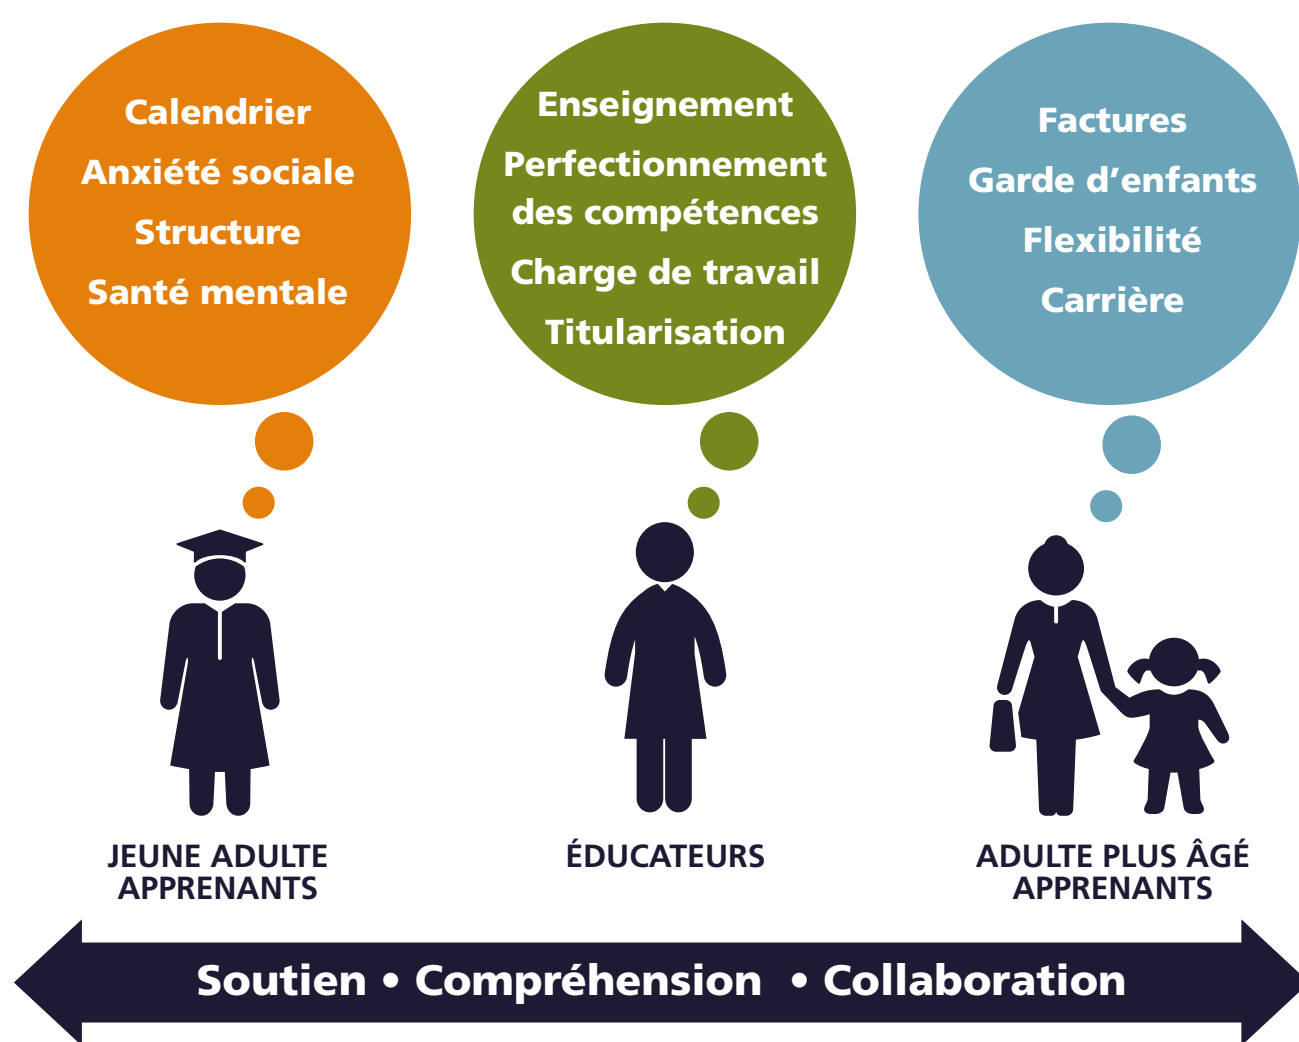 Calendrier
Anxiété sociale
Structure
Santé mentale
Enseignement
Perfectionnement
des compétences
Charge de travail
Titularisation
Factures
Garde d’enfants
Flexibilité
Carrière
JEUNE ADULTE
APPRENANTS
ÉDUCATEURS
ADULTE PLUS ÂGÉ
APPRENANTS
Soutien • Compréhension • Collaboration